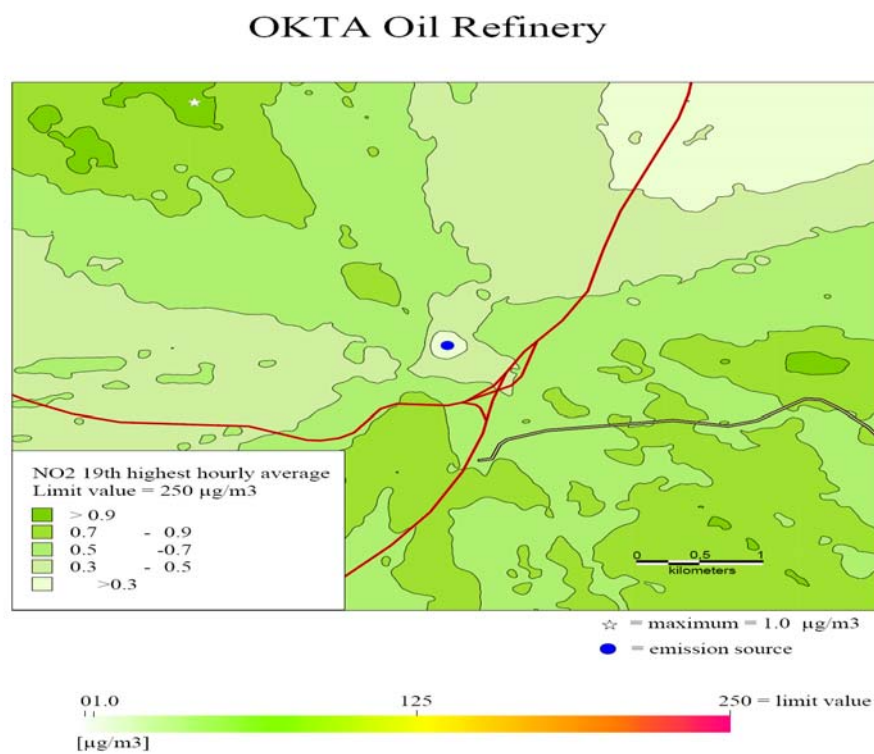 OKTA Oil Refinery
NO2 19th highest hourly average
Limit value = 250 µg/m3
> 0.9
0.7 - 0.9
0.5 -0.7
0.3 - 0.5
>0.3
0 0,5 1
kilometers
= maximum = 1.0 µg/m3
= emission source
01.0 125 250 = limit value
[µg/m3]